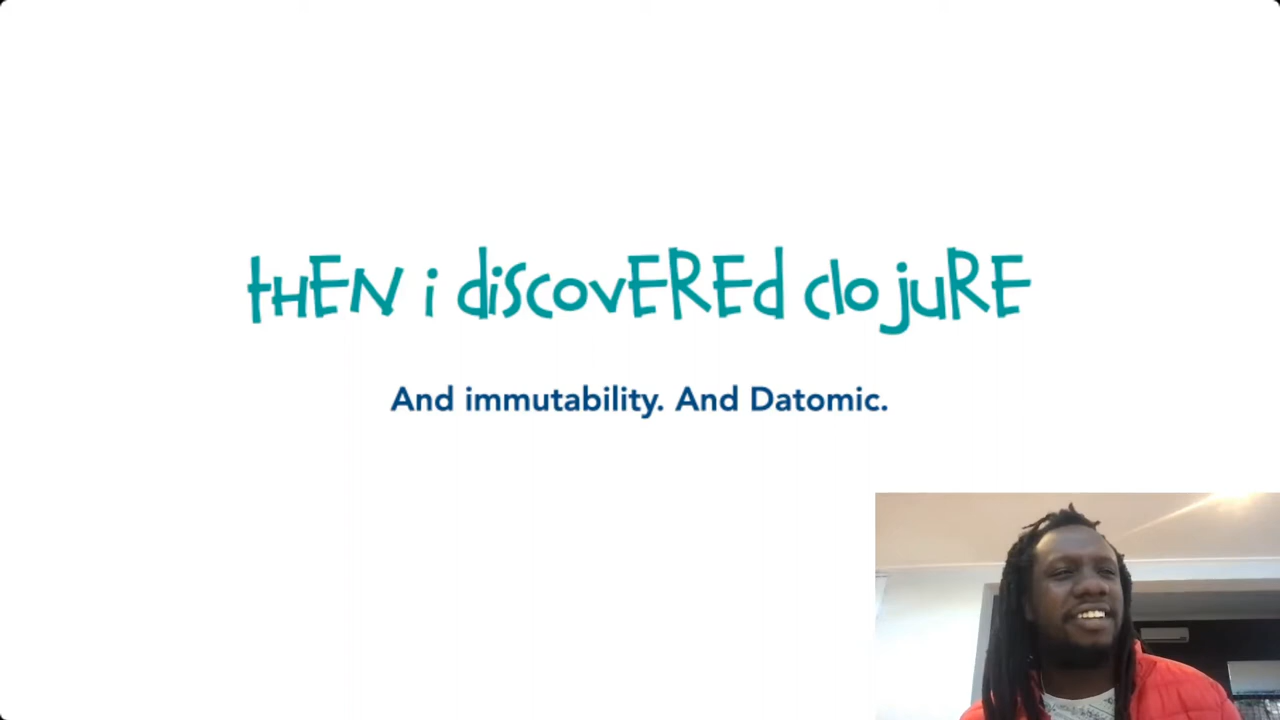 tHEN i discovEREd clojuRE
And immutability. And Datomic.